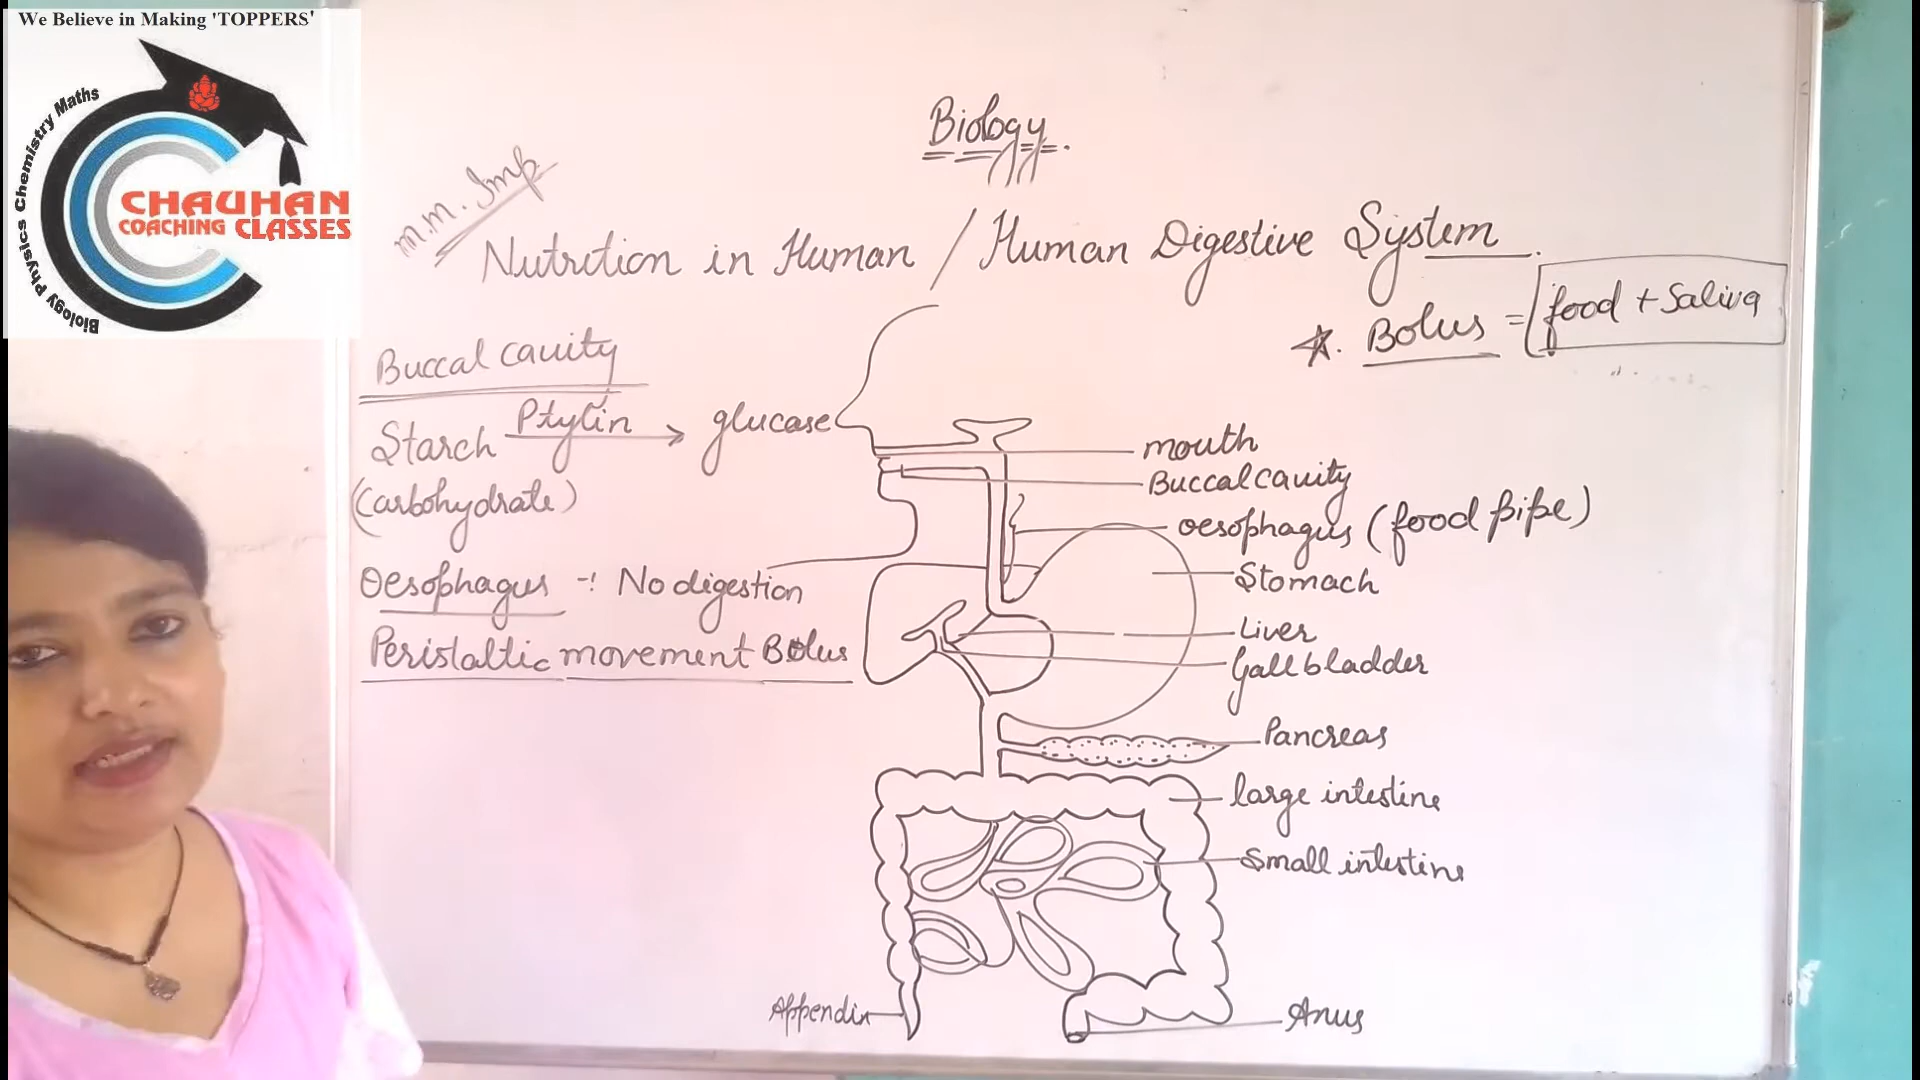 We Believe in Making 'TOPPERS'
Biology Physics Chemistry Maths
CHAUHAN
COACHING CLASSES
Biology.
M.M. Imp
Nutrition in Human / Human Digestive System.
Bolus = food + Saliva
Buccal cavity
Starch Ptylin → glucase
(Carbohydrate)
Oesophagus -: No digestion
Peristaltic movement Bolus
mouth
Buccal cavity
oesophagus (food pipe)
Stomach
Liver
Gall bladder
Pancreas
large intestine
Small intestine
Appendix
Anus